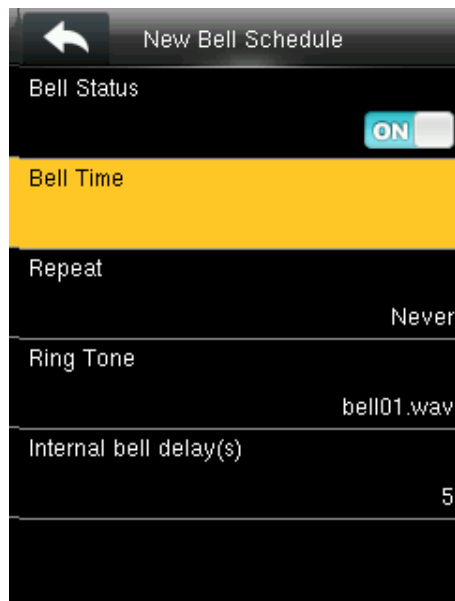 New Bell Schedule
Bell Status
ON
Bell Time
Repeat
Never
Ring Tone
bell01.wav
Internal bell delay(s)
5